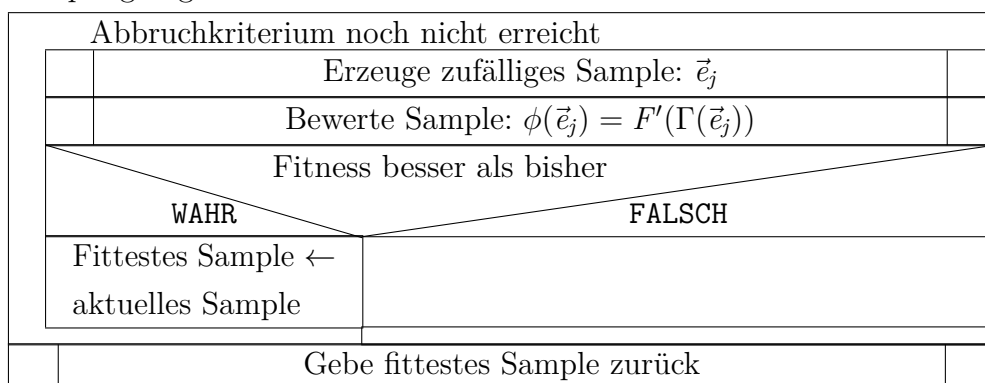 Abbruchkriterium noch nicht erreicht
Erzeuge zufälliges Sample: $\vec{e}_j$
Bewerte Sample: $\phi(\vec{e}_j) = F'(\Gamma(\vec{e}_j))$
Fitness besser als bisher
WAHR FALSCH
Fittestes Sample ←
aktuelles Sample
Gebe fittestes Sample zurück